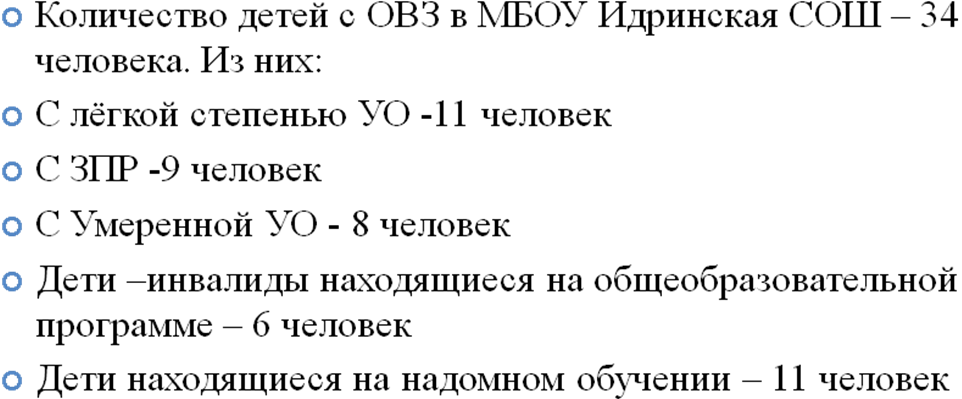 Количество детей с ОВЗ в МБОУ Идринская СОШ – 34
человека. Из них:
С лёгкой степенью УО -11 человек
С ЗПР -9 человек
С Умеренной УО - 8 человек
Дети –инвалиды находящиеся на общеобразовательной
программе – 6 человек
Дети находящиеся на надомном обучении – 11 человек